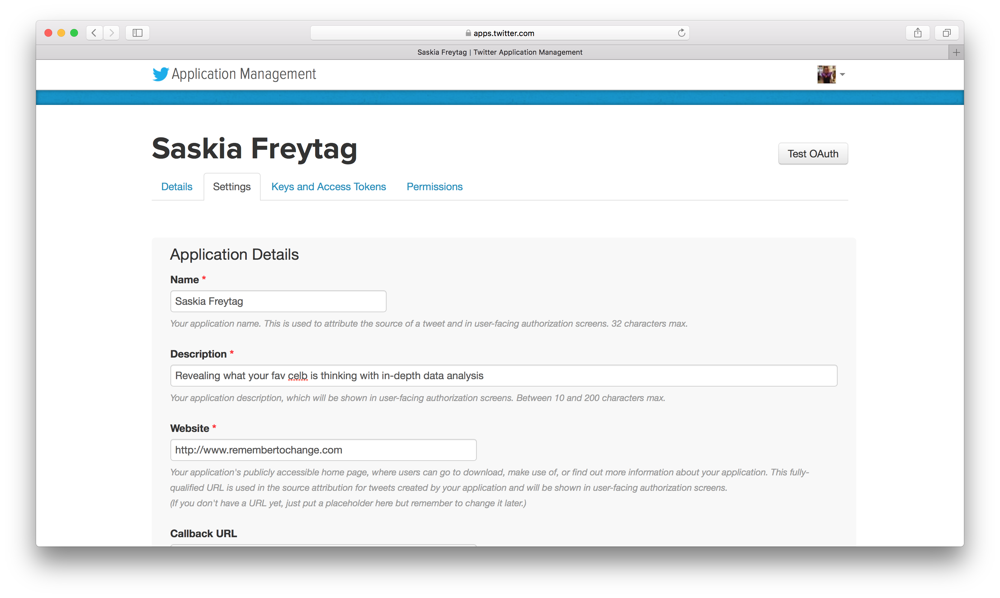 apps.twitter.com
Saskia Freytag | Twitter Application Management
Application Management
Saskia Freytag
Test OAuth
Details Settings Keys and Access Tokens Permissions
Application Details
Name *
Saskia Freytag
Your application name. This is used to attribute the source of a tweet and in user-facing authorization screens. 32 characters max.
Description *
Revealing what your fav celb is thinking with in-depth data analysis
Your application description, which will be shown in user-facing authorization screens. Between 10 and 200 characters max.
Website *
http://www.remembertochange.com
Your application's publicly accessible home page, where users can go to download, make use of, or find out more information about your application. This fully-
qualified URL is used in the source attribution for tweets created by your application and will be shown in user-facing authorization screens.
(If you don't have a URL yet, just put a placeholder here but remember to change it later.)
Callback URL